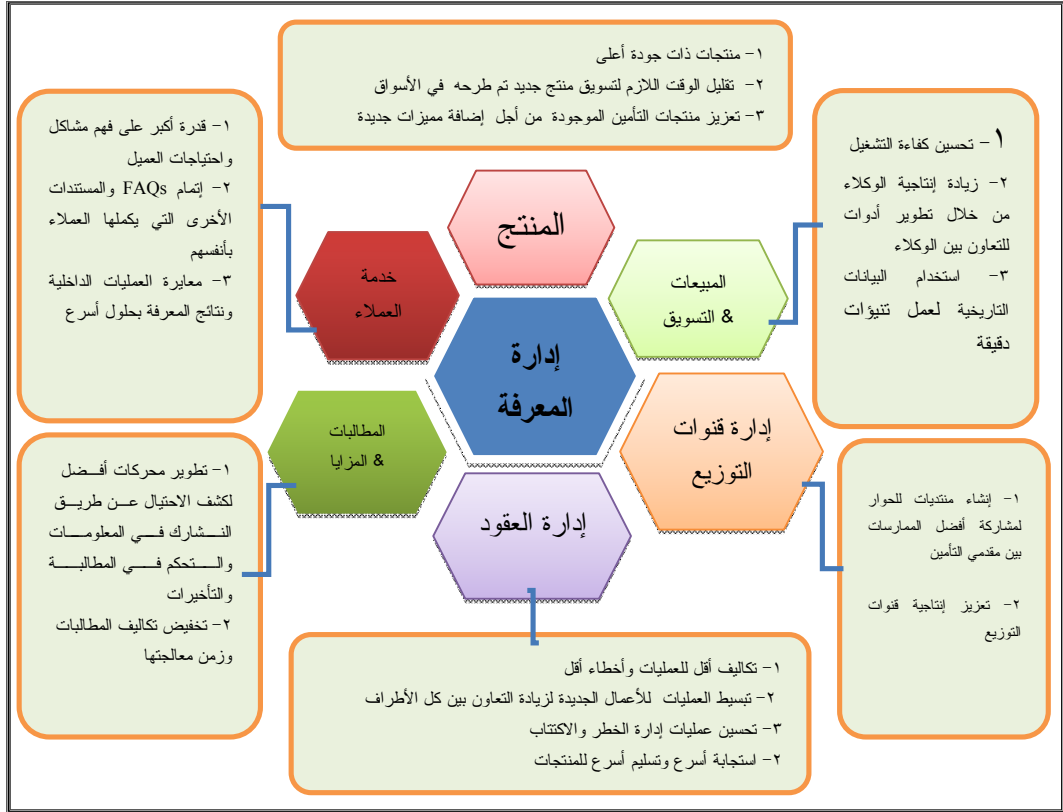 ١- منتجات ذات جودة أعلى
٢- تقليل الوقت اللازم لتسويق منتج جديد تم طرحه في الأسواق
٣- تعزيز منتجات التأمين الموجودة من أجل إضافة مميزات جديدة
١- تحسين كفاءة التشغيل
٢- زيادة إنتاجية الوكلاء
من خلال تطوير أدوات
للتعاون بين الوكلاء
٣- استخدام البيانات
التاريخية لعمل تنبؤات
دقيقة
١- قدرة أكبر على فهم مشاكل
واحتياجات العميل
٢- إتمام FAQs والمستندات
الأخرى التي يكملها العملاء
بأنفسهم
٣- معايرة العمليات الداخلية
ونتائج المعرفة بحلول أسرع
المنتج
المبيعات
& التسويق
خدمة
العملاء
إدارة
المعرفة
إدارة قنوات
التوزيع
المطالبات
& المزايا
إدارة العقود
١- إنشاء منتديات للحوار
لمشاركة أفضل الممارسات
بين مقدمي التأمين
٢- تعزيز إنتاجية قنوات
التوزيع
١- تطوير محركات أفضل
لكشف الاحتيال عن طريق
التشارك في المعلومات
والتحكم في المطالبة
والتأخيرات
٢- تخفيض تكاليف المطالبات
وزمن معالجتها
١- تكاليف أقل للعمليات وأخطاء أقل
٢- تبسيط العمليات للأعمال الجديدة لزيادة التعاون بين كل الأطراف
٣- تحسين عمليات إدارة الخطر والاكتتاب
٢- استجابة أسرع وتسليم أسرع للمنتجات